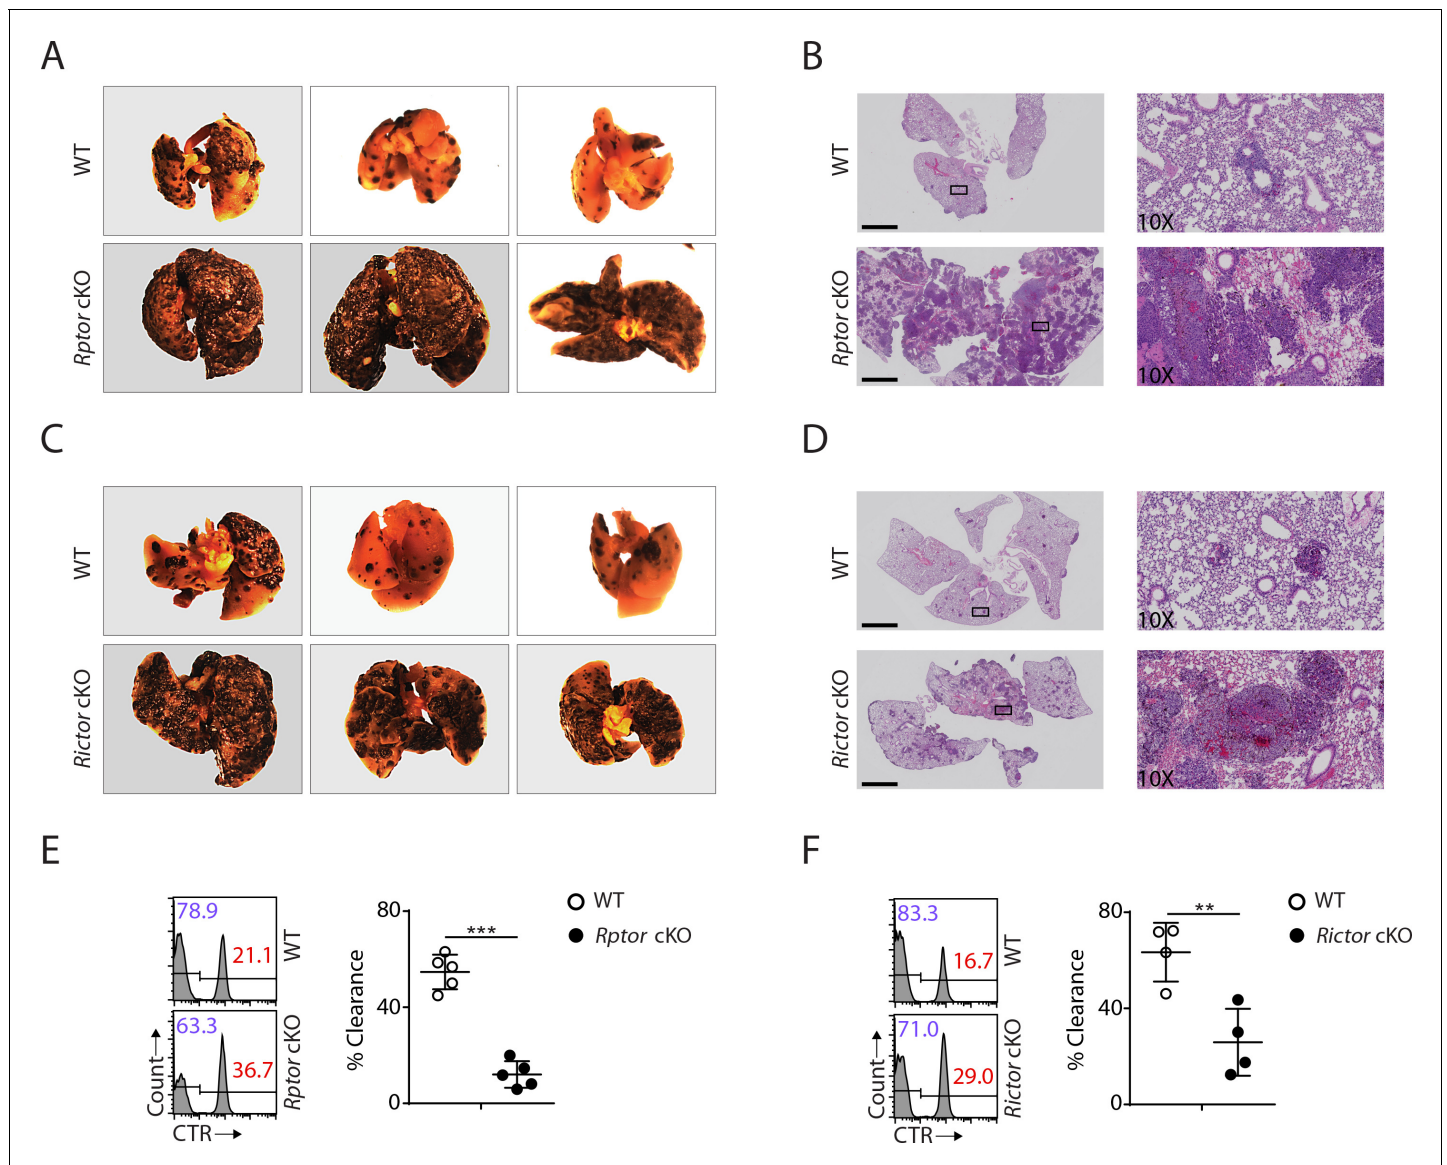 A
WT
Rptor cKO
B
WT
10X
Rptor cKO
10X
C
WT
Rictor cKO
D
WT
10X
Rictor cKO
10X
E
78.9
21.1
WT
63.3
36.7
Rptor cKO
Count
CTR
% Clearance
80
40
0
***
WT
Rptor cKO
F
83.3
16.7
WT
71.0
29.0
Rictor cKO
Count
CTR
% Clearance
80
40
0
**
WT
Rictor cKO